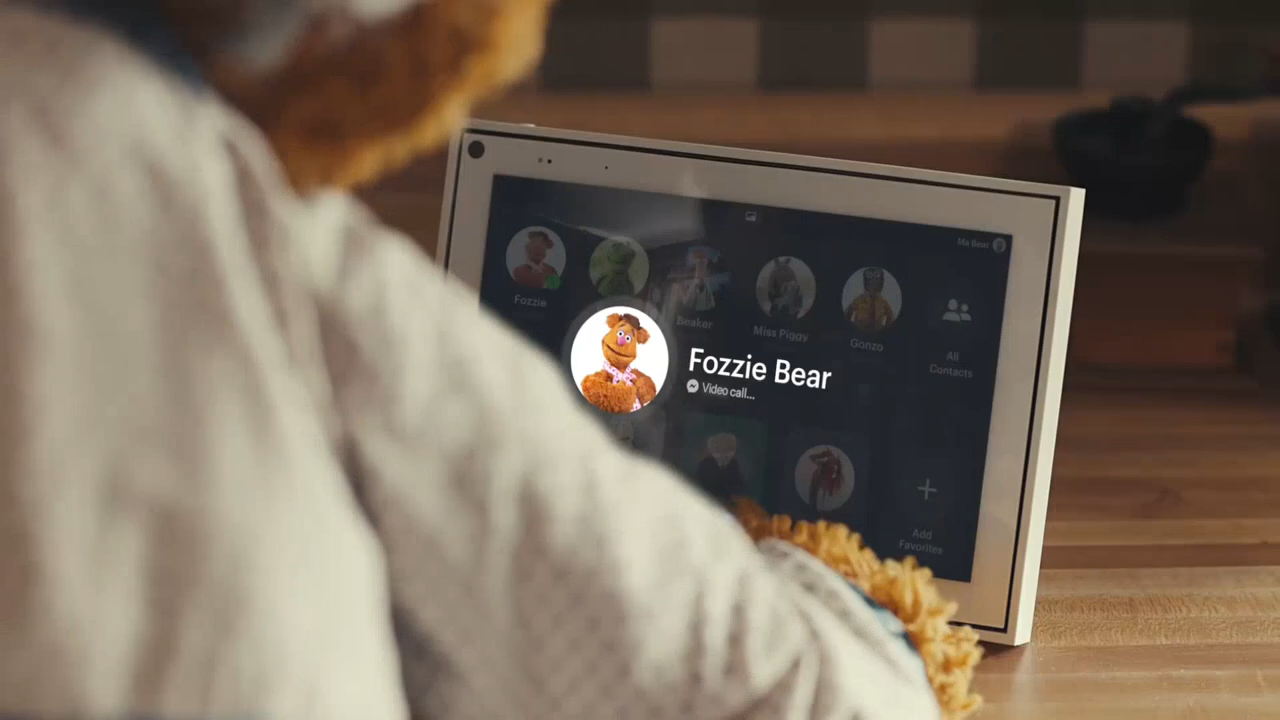 Ma Bear
Fozzie
Beaker
Miss Piggy
Gonzo
All
Contacts
Fozzie Bear
Video call...
Add
Favorites